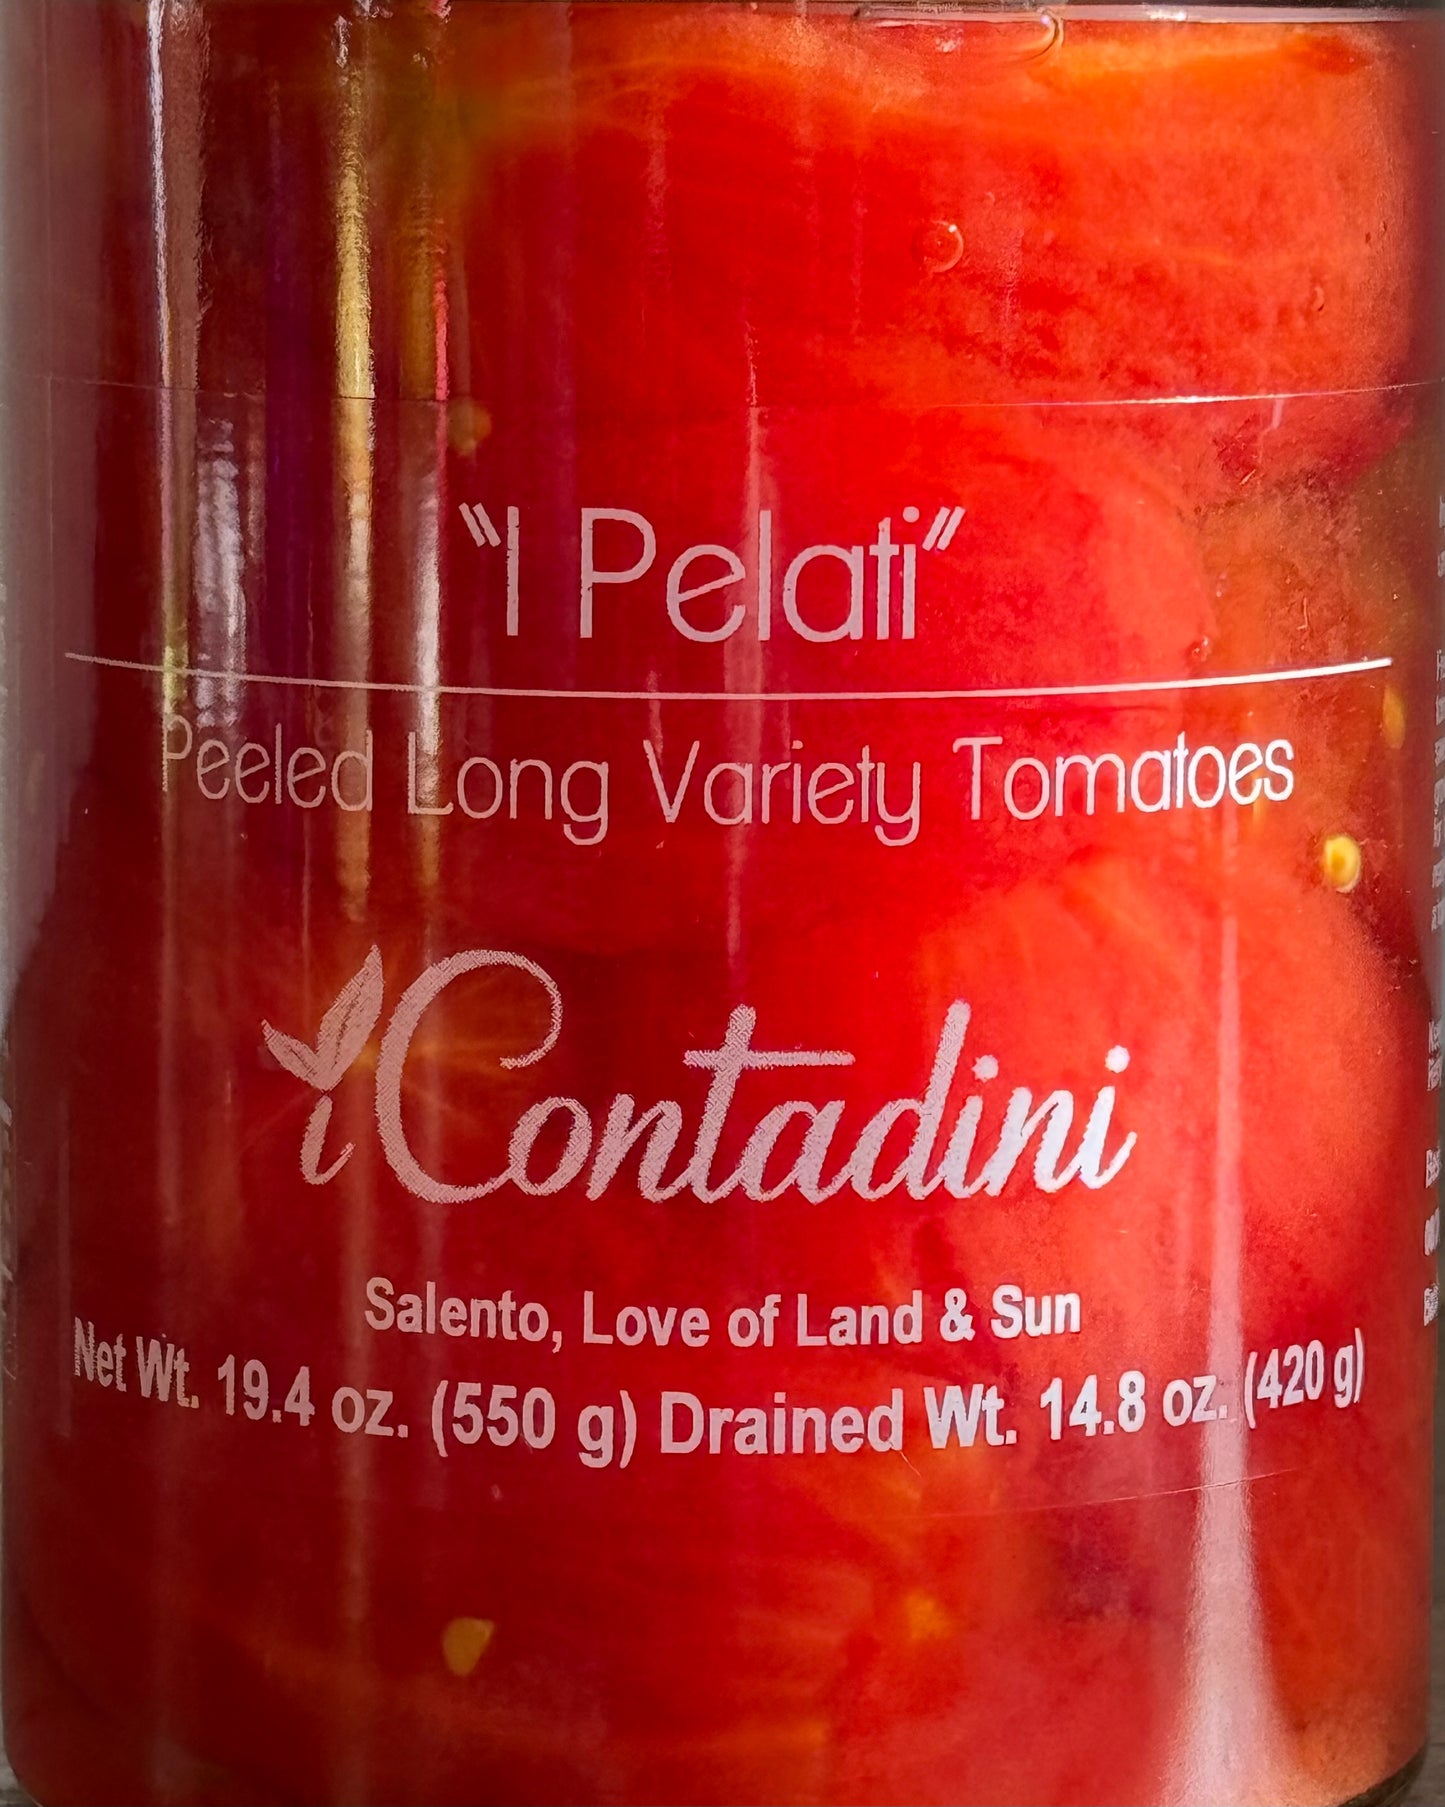 "I Pelati"
Peeled Long Variety Tomatoes
i Contadini
Salento, Love of Land & Sun
Net Wt. 19.4 oz. (550 g) Drained Wt. 14.8 oz. (420 g)